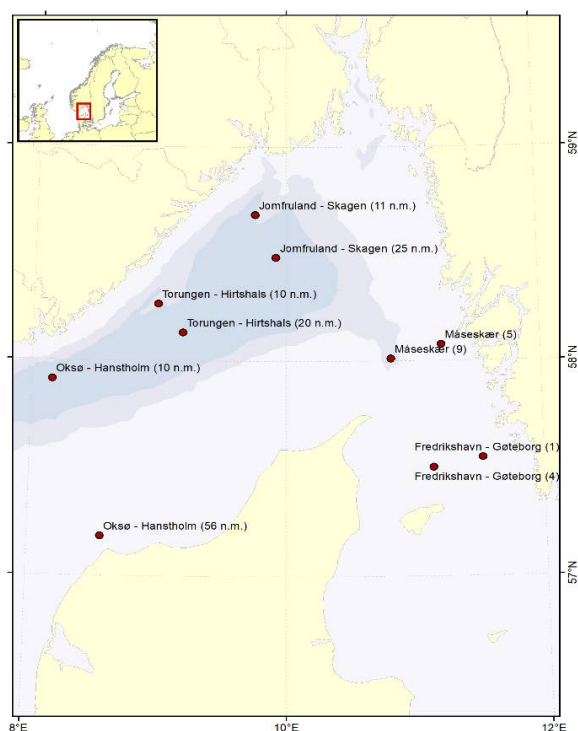 59°N
Jomfruland - Skagen (11 n.m.)
Jomfruland - Skagen (25 n.m.)
Torungen - Hirtshals (10 n.m.)
Torungen - Hirtshals (20 n.m.)
Måseskær (5)
Måseskær (9)
58°N
Oksø - Hanstholm (10 n.m.)
Fredrikshavn - Gøteborg (1)
Fredrikshavn - Gøteborg (4)
Oksø - Hanstholm (56 n.m.)
57°N
8°E
10°E
12°E